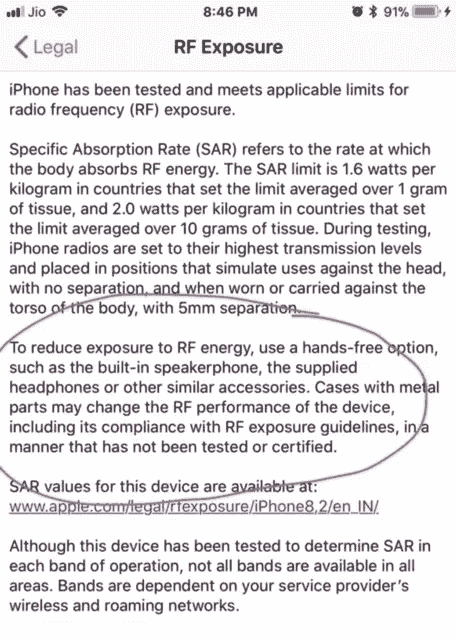 Jio 8:46 PM 91%
Legal RF Exposure
iPhone has been tested and meets applicable limits for
radio frequency (RF) exposure.
Specific Absorption Rate (SAR) refers to the rate at which
the body absorbs RF energy. The SAR limit is 1.6 watts per
kilogram in countries that set the limit averaged over 1 gram
of tissue, and 2.0 watts per kilogram in countries that set
the limit averaged over 10 grams of tissue. During testing,
iPhone radios are set to their highest transmission levels
and placed in positions that simulate uses against the head,
with no separation, and when worn or carried against the
torso of the body, with 5mm separation.
To reduce exposure to RF energy, use a hands-free option,
such as the built-in speakerphone, the supplied
headphones or other similar accessories. Cases with metal
parts may change the RF performance of the device,
including its compliance with RF exposure guidelines, in a
manner that has not been tested or certified.
SAR values for this device are available at:
www.apple.com/legal/rfexposure/iPhone8,2/en_IN/
Although this device has been tested to determine SAR in
each band of operation, not all bands are available in all
areas. Bands are dependent on your service provider's
wireless and roaming networks.